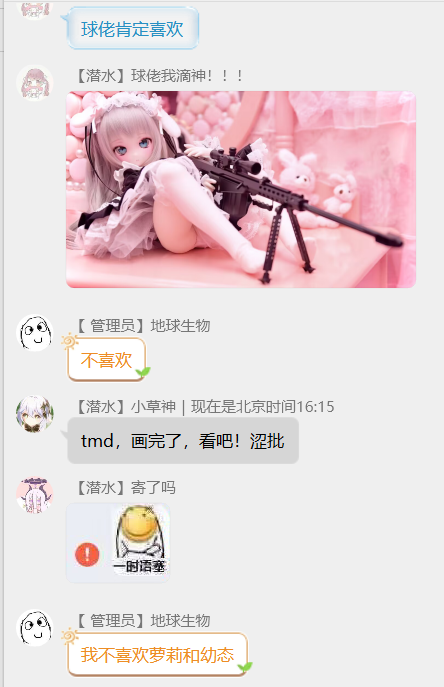 球佬肯定喜欢
【潜水】球佬我滴神！！！
【 管理员】地球生物
不喜欢
【潜水】小草神 | 现在是北京时间16:15
tmd，画完了，看吧！涩批
【潜水】寄了吗
一时语塞
【 管理员】地球生物
我不喜欢萝莉和幼态